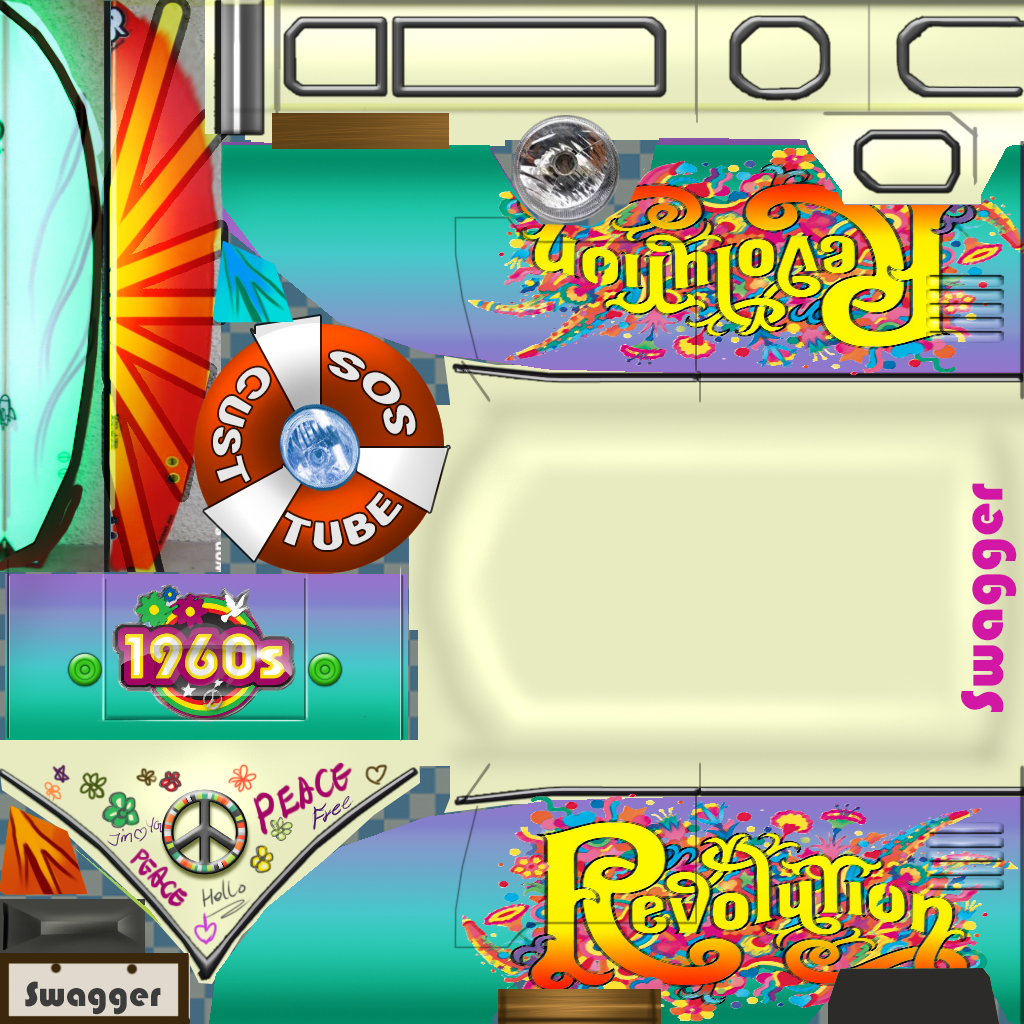 Revolution
SOS
CUST
TUBE
Swagger
1960s
PEACE
Free
PEACE
Hello
Revolution
Swagger